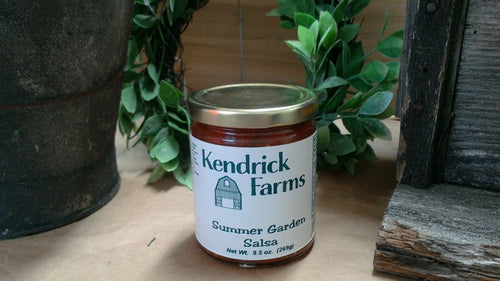 Kendrick
Farms
Summer Garden
Salsa
Net Wt. 9.5 oz. (269g)